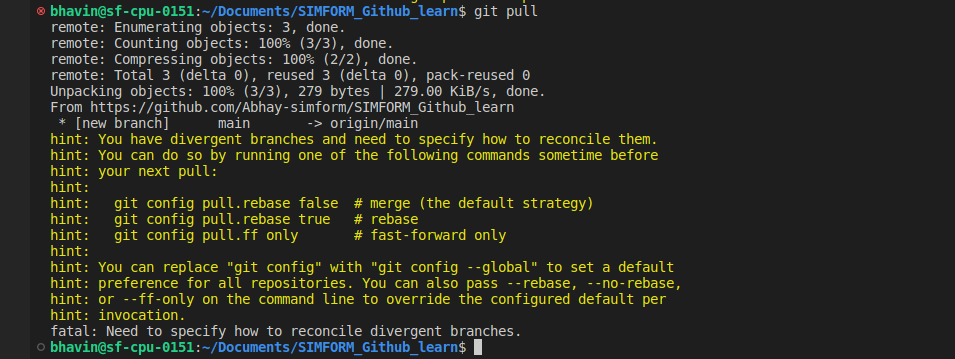 bhavin@sf-cpu-0151:~/Documents/SIMFORM_Github_learn$ git pull
remote: Enumerating objects: 3, done.
remote: Counting objects: 100% (3/3), done.
remote: Compressing objects: 100% (2/2), done.
remote: Total 3 (delta 0), reused 3 (delta 0), pack-reused 0
Unpacking objects: 100% (3/3), 279 bytes | 279.00 KiB/s, done.
From https://github.com/Abhay-simform/SIMFORM_Github_learn
 * [new branch]      main       -> origin/main
hint: You have divergent branches and need to specify how to reconcile them.
hint: You can do so by running one of the following commands sometime before
hint: your next pull:
hint:
hint:   git config pull.rebase false  # merge (the default strategy)
hint:   git config pull.rebase true   # rebase
hint:   git config pull.ff only       # fast-forward only
hint:
hint: You can replace "git config" with "git config --global" to set a default
hint: preference for all repositories. You can also pass --rebase, --no-rebase,
hint: or --ff-only on the command line to override the configured default per
hint: invocation.
fatal: Need to specify how to reconcile divergent branches.
bhavin@sf-cpu-0151:~/Documents/SIMFORM_Github_learn$